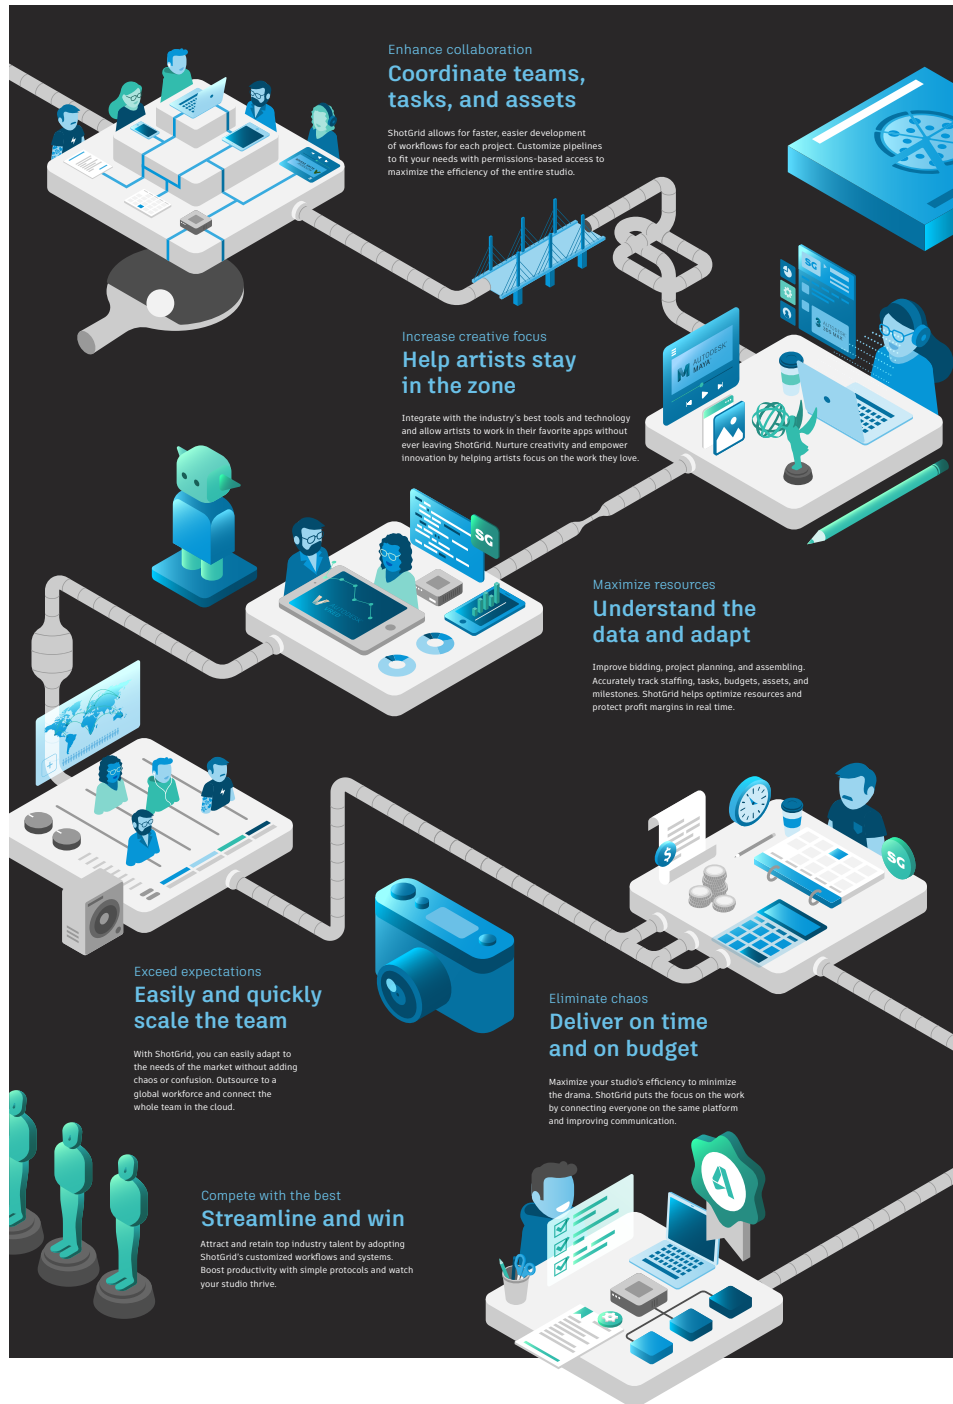 Enhance collaboration
Coordinate teams,
tasks, and assets
ShotGrid allows for faster, easier development
of workflows for each project. Customize pipelines
to fit your needs with permissions-based access to
maximize the efficiency of the entire studio.
SG
AUTODESK
3DS MAX
Increase creative focus
Help artists stay
in the zone
Integrate with the industry's best tools and technology
and allow artists to work in their favorite apps without
ever leaving ShotGrid. Nurture creativity and empower
innovation by helping artists focus on the work they love.
M AUTODESK
MAYA
SG
AUTODESK
Maximize resources
Understand the
data and adapt
Improve bidding, project planning, and assembling.
Accurately track staffing, tasks, budgets, assets, and
milestones. ShotGrid helps optimize resources and
protect profit margins in real time.
$
SG
Exceed expectations
Easily and quickly
scale the team
With ShotGrid, you can easily adapt to
the needs of the market without adding
chaos or confusion. Outsource to a
global workforce and connect the
whole team in the cloud.
Eliminate chaos
Deliver on time
and on budget
Maximize your studio's efficiency to minimize
the drama. ShotGrid puts the focus on the work
by connecting everyone on the same platform
and improving communication.
Compete with the best
Streamline and win
Attract and retain top industry talent by adopting
ShotGrid's customized workflows and systems.
Boost productivity with simple protocols and watch
your studio thrive.